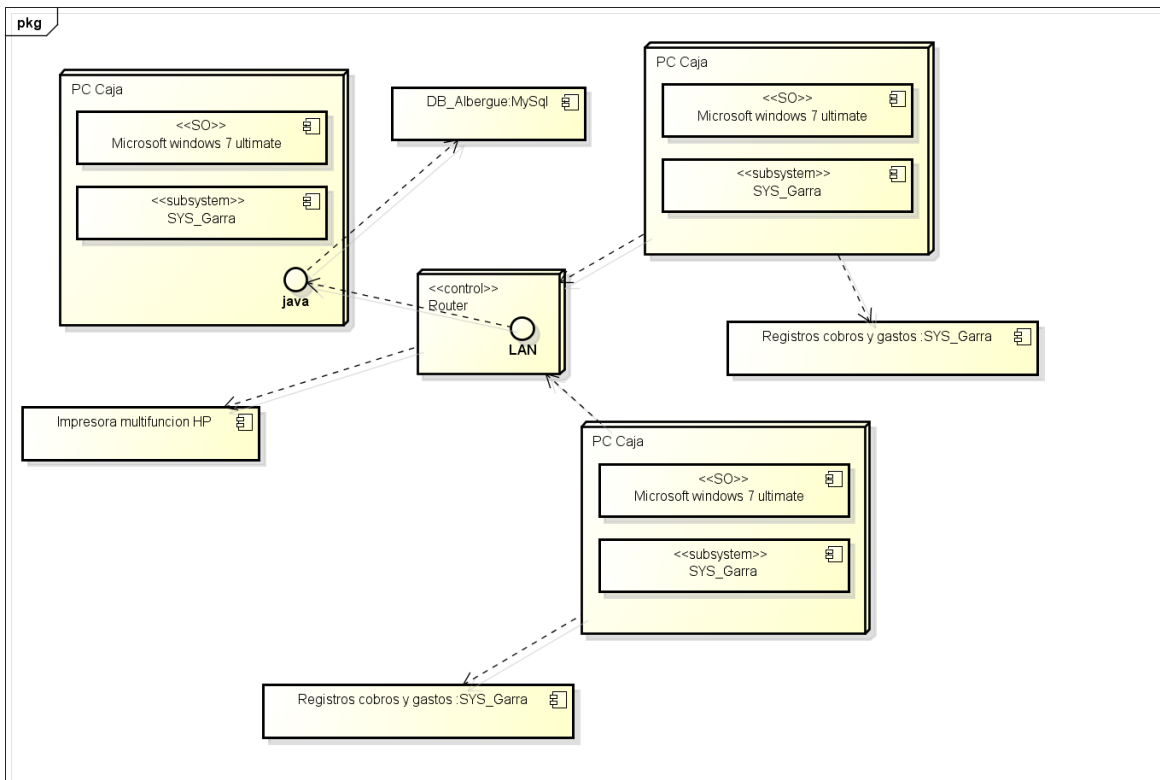 pkg
PC Caja
<<SO>>
Microsoft windows 7 ultimate
<<subsystem>>
SYS_Garra
java
DB_Albergue:MySql
PC Caja
<<SO>>
Microsoft windows 7 ultimate
<<subsystem>>
SYS_Garra
<<control>>
Router
LAN
Registros cobros y gastos :SYS_Garra
Impresora multifuncion HP
PC Caja
<<SO>>
Microsoft windows 7 ultimate
<<subsystem>>
SYS_Garra
Registros cobros y gastos :SYS_Garra